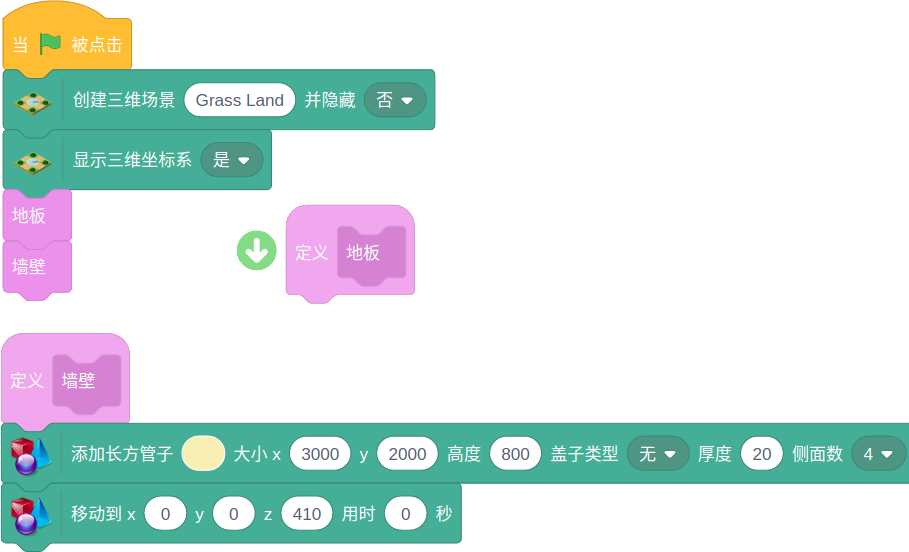 当 被点击
创建三维场景 Grass Land 并隐藏 否
显示三维坐标系 是
地板
墙壁
定义 地板
定义 墙壁
添加长方管子 大小 x 3000 y 2000 高度 800 盖子类型 无 厚度 20 侧面数 4
移动到 x 0 y 0 z 410 用时 0 秒